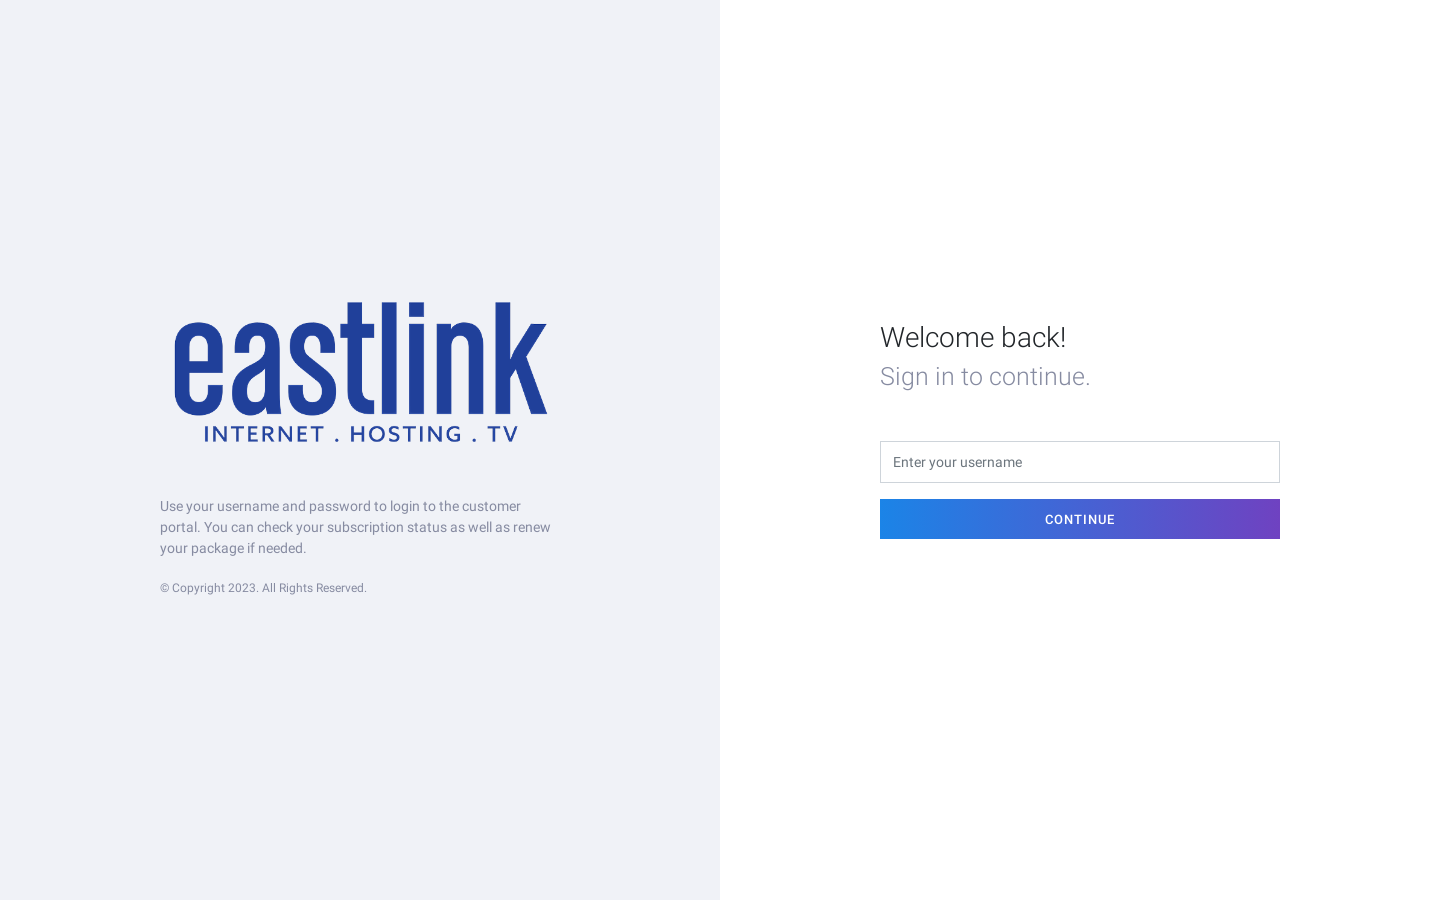 eastlink
INTERNET . HOSTING . TV
Use your username and password to login to the customer
portal. You can check your subscription status as well as renew
your package if needed.
© Copyright 2023. All Rights Reserved.
Welcome back!
Sign in to continue.
Enter your username
CONTINUE